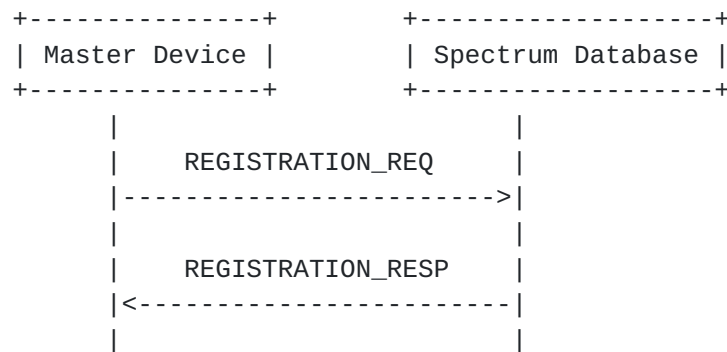 Master Device Spectrum Database
REGISTRATION_REQ
REGISTRATION_RESP